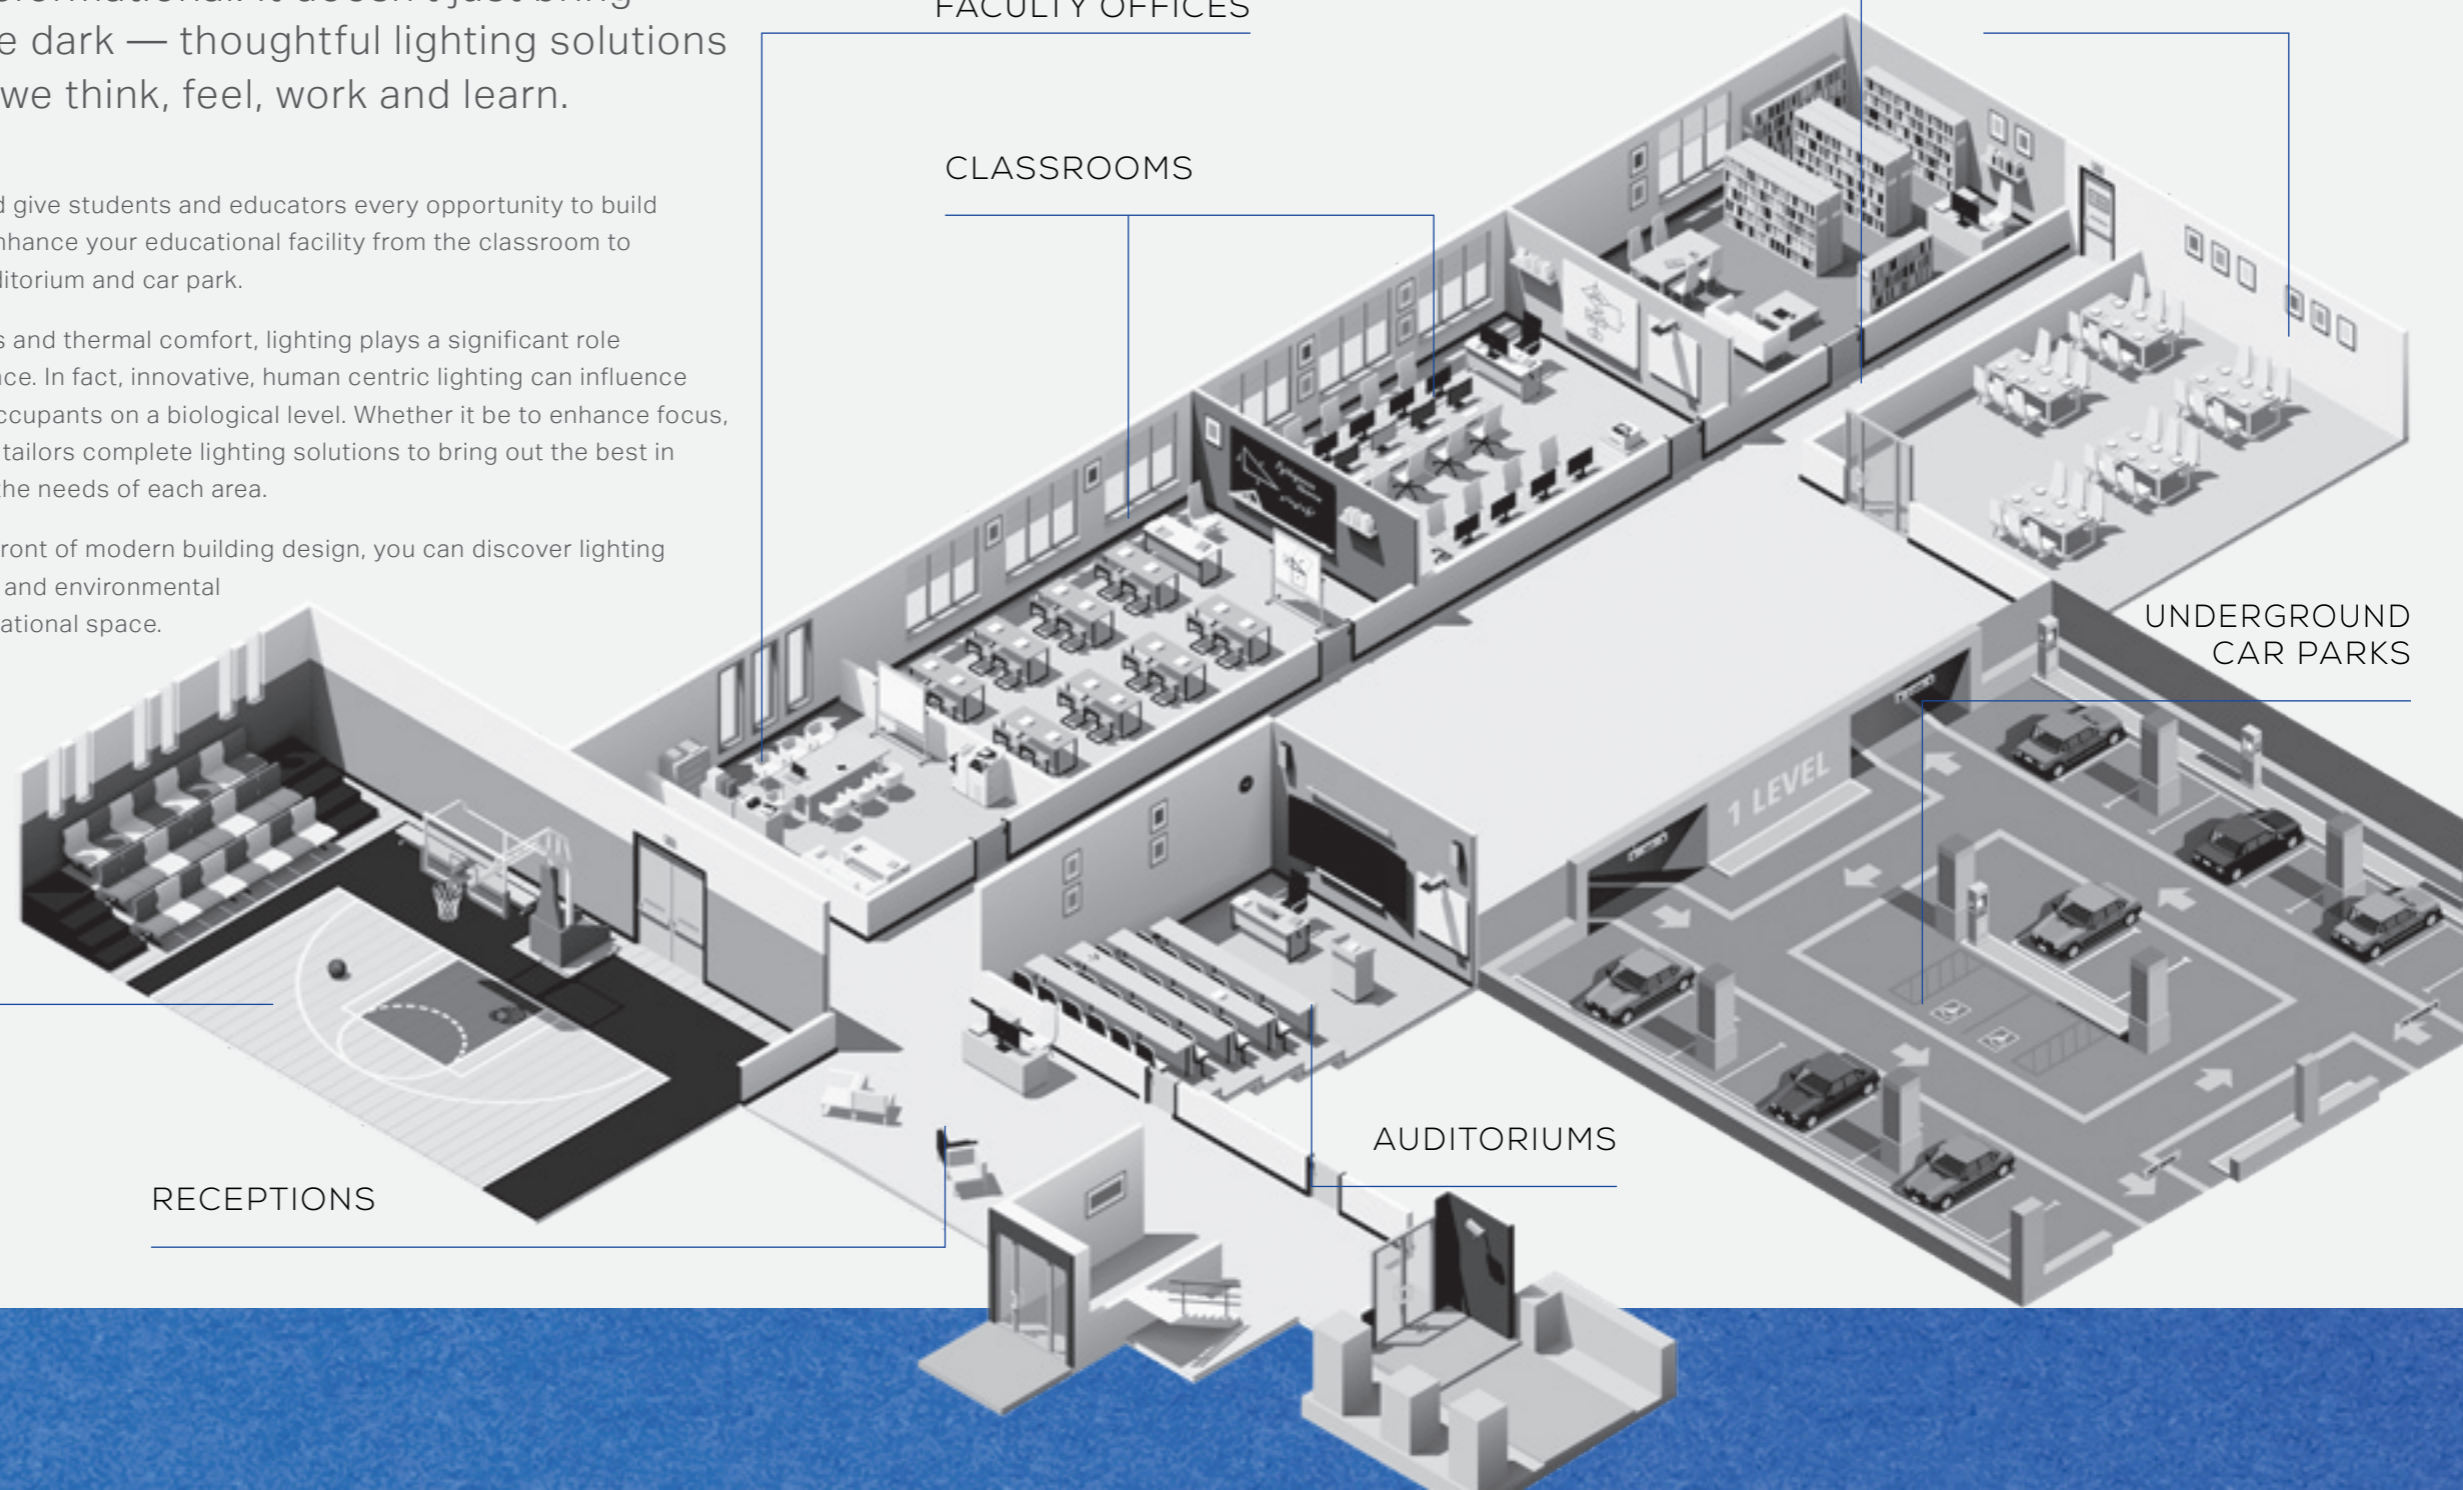 e dark — thoughtful lighting solutions
we think, feel, work and learn.
give students and educators every opportunity to build
nhance your educational facility from the classroom to
ditorium and car park.
s and thermal comfort, lighting plays a significant role
ce. In fact, innovative, human centric lighting can influence
ccupants on a biological level. Whether it be to enhance focus,
tailors complete lighting solutions to bring out the best in
the needs of each area.
ront of modern building design, you can discover lighting
and environmental
ational space.
FACULTY OFFICES
CLASSROOMS
UNDERGROUND
CAR PARKS
1 LEVEL
AUDITORIUMS
RECEPTIONS